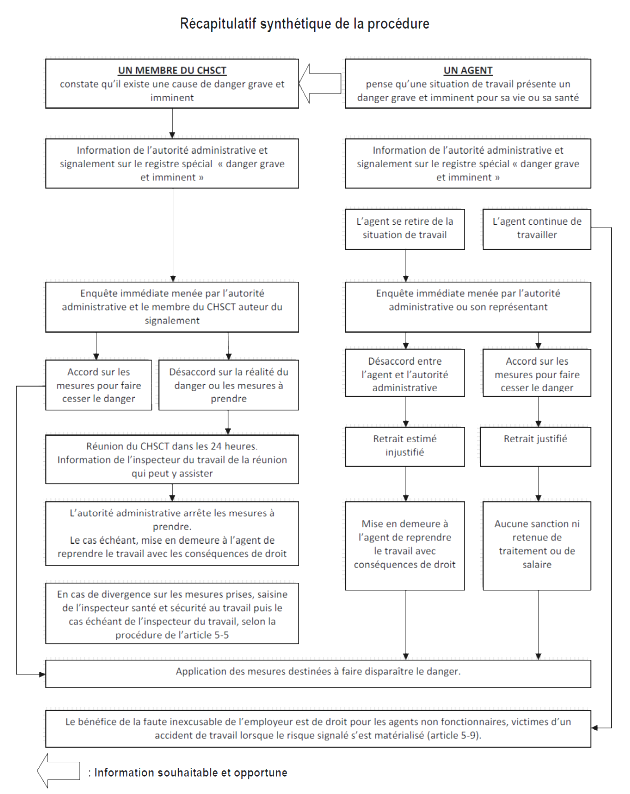 Récapitulatif synthétique de la procédure
UN MEMBRE DU CHSCT
constate qu'il existe une cause de danger grave et
imminent
UN AGENT
pense qu'une situation de travail présente un
danger grave et imminent pour sa vie ou sa santé
Information de l'autorité administrative et
signalement sur le registre spécial « danger grave
et imminent »
Information de l'autorité administrative et
signalement sur le registre spécial « danger grave
et imminent »
L'agent se retire de la
situation de travail
L'agent continue de
travailler
Enquête immédiate menée par l'autorité
administrative et le membre du CHSCT auteur du
signalement
Enquête immédiate menée par l'autorité
administrative ou son représentant
Accord sur les
mesures pour faire
cesser le danger
Désaccord sur la réalité du
danger ou les mesures à
prendre
Désaccord entre
l'agent et l'autorité
administrative
Accord sur les
mesures pour faire
cesser le danger
Réunion du CHSCT dans les 24 heures.
Information de l'inspecteur du travail de la réunion
qui peut y assister
Retrait estimé
injustifié
Retrait justifié
L'autorité administrative arrête les mesures à
prendre.
Le cas échéant, mise en demeure à l'agent de
reprendre le travail avec les conséquences de droit
Mise en demeure à
l'agent de reprendre
le travail avec
conséquences de droit
Aucune sanction ni
retenue de
traitement ou de
salaire
En cas de divergence sur les mesures prises, saisine
de l'inspecteur santé et sécurité au travail puis le
cas échéant de l'inspecteur du travail, selon la
procédure de l'article 5-5
Application des mesures destinées à faire disparaître le danger.
Le bénéfice de la faute inexcusable de l'employeur est de droit pour les agents non fonctionnaires, victimes d'un
accident de travail lorsque le risque signalé s'est matérialisé (article 5-9).
: Information souhaitable et opportune